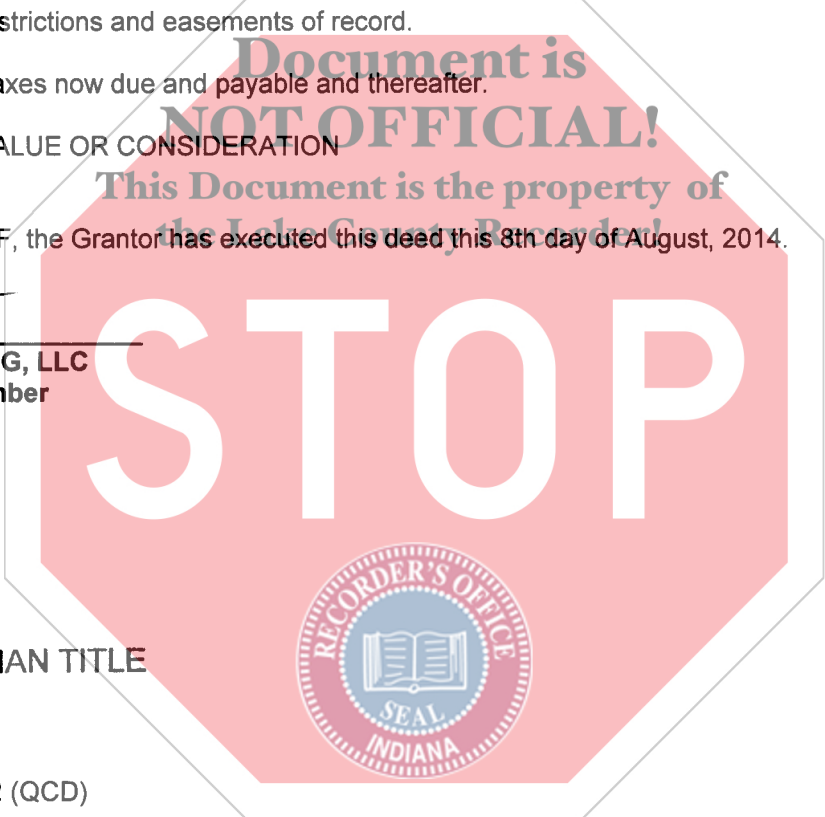 strictions and easements of record.
Document is
axes now due and payable and thereafter.
NOT OFFICIAL!
ALUE OR CONSIDERATION
This Document is the property of
the Lake County Recorder!
F, the Grantor has executed this deed this 8th day of August, 2014.
STOP
G, LLC
nber
RECORDER'S OFFICE
SEAL
INDIANA
IAN TITLE
(QCD)